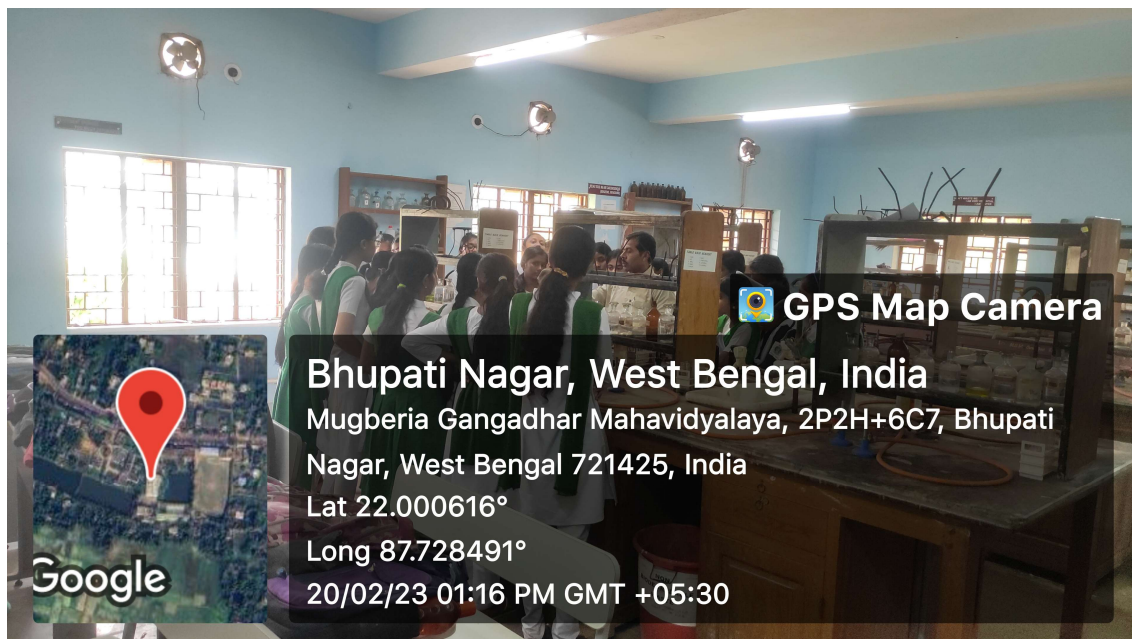 GPS Map Camera
Bhupati Nagar, West Bengal, India
Mugberia Gangadhar Mahavidyalaya, 2P2H+6C7, Bhupati
Nagar, West Bengal 721425, India
Lat 22.000616°
Long 87.728491°
20/02/23 01:16 PM GMT +05:30
Google